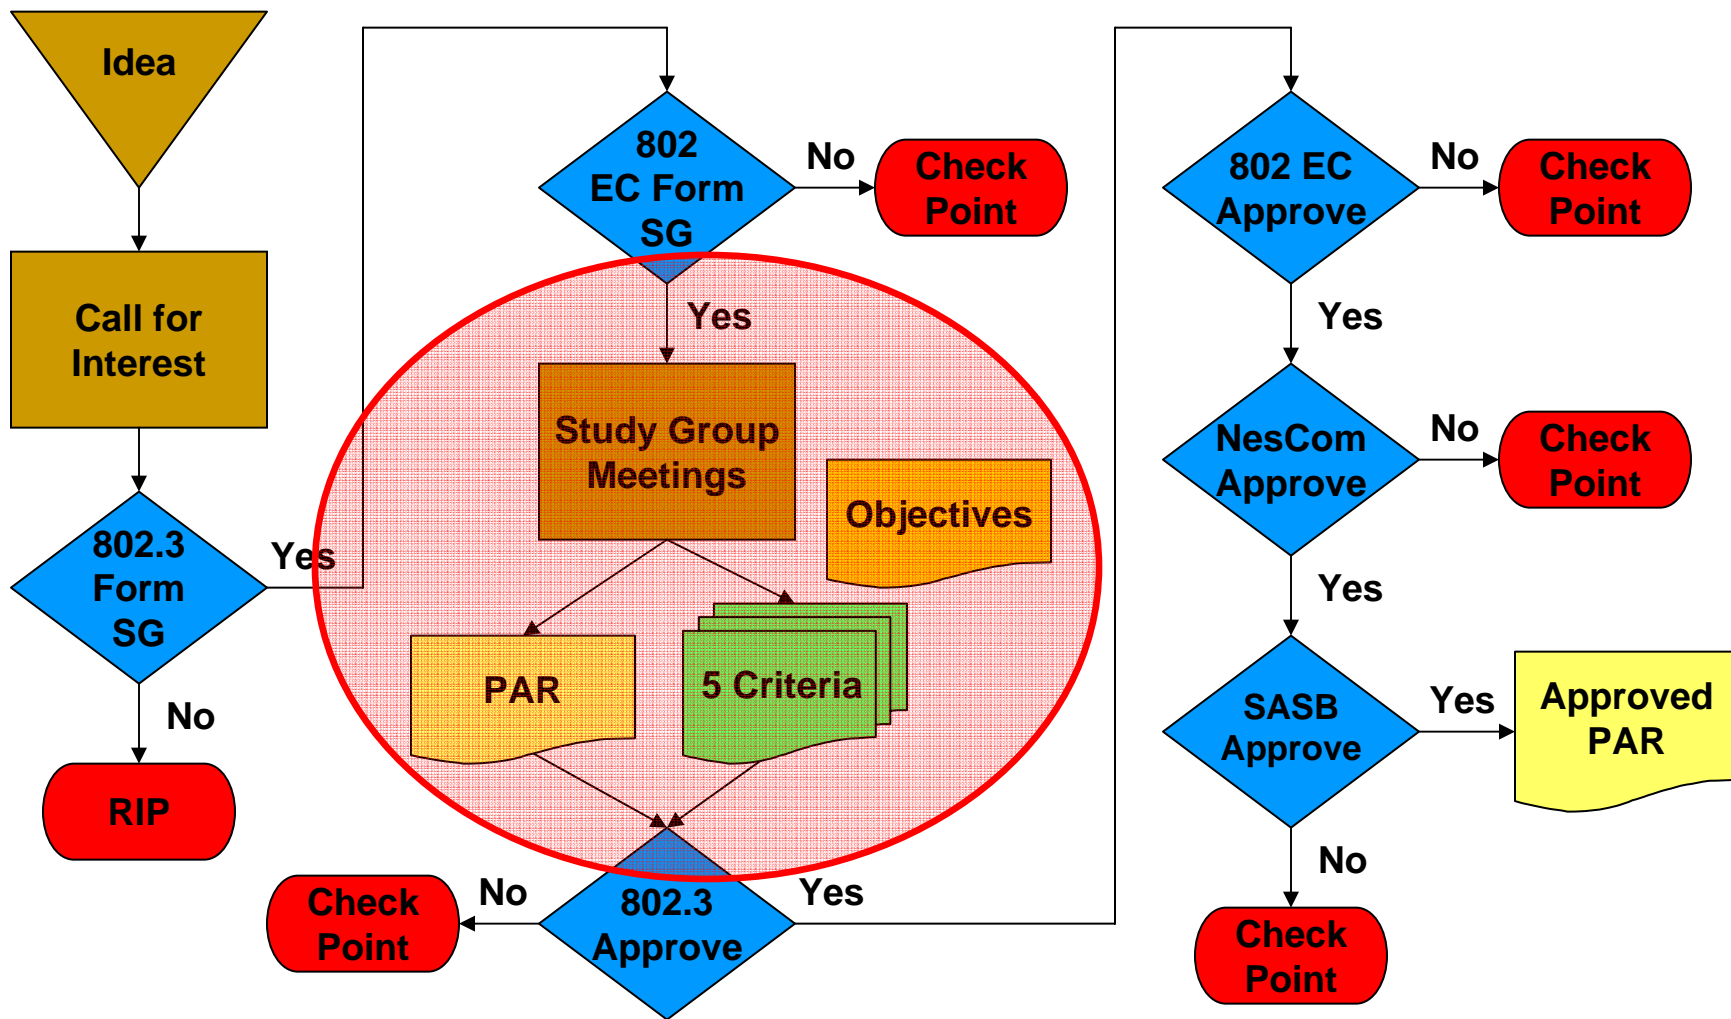 Idea
Call for
Interest
802.3
Form
SG
Yes
No
RIP
802
EC Form
SG
No
Check
Point
Yes
Study Group
Meetings
Objectives
PAR
5 Criteria
802.3
Approve
No
Check
Point
Yes
802 EC
Approve
No
Check
Point
Yes
NesCom
Approve
No
Check
Point
Yes
SASB
Approve
Yes
Approved
PAR
No
Check
Point